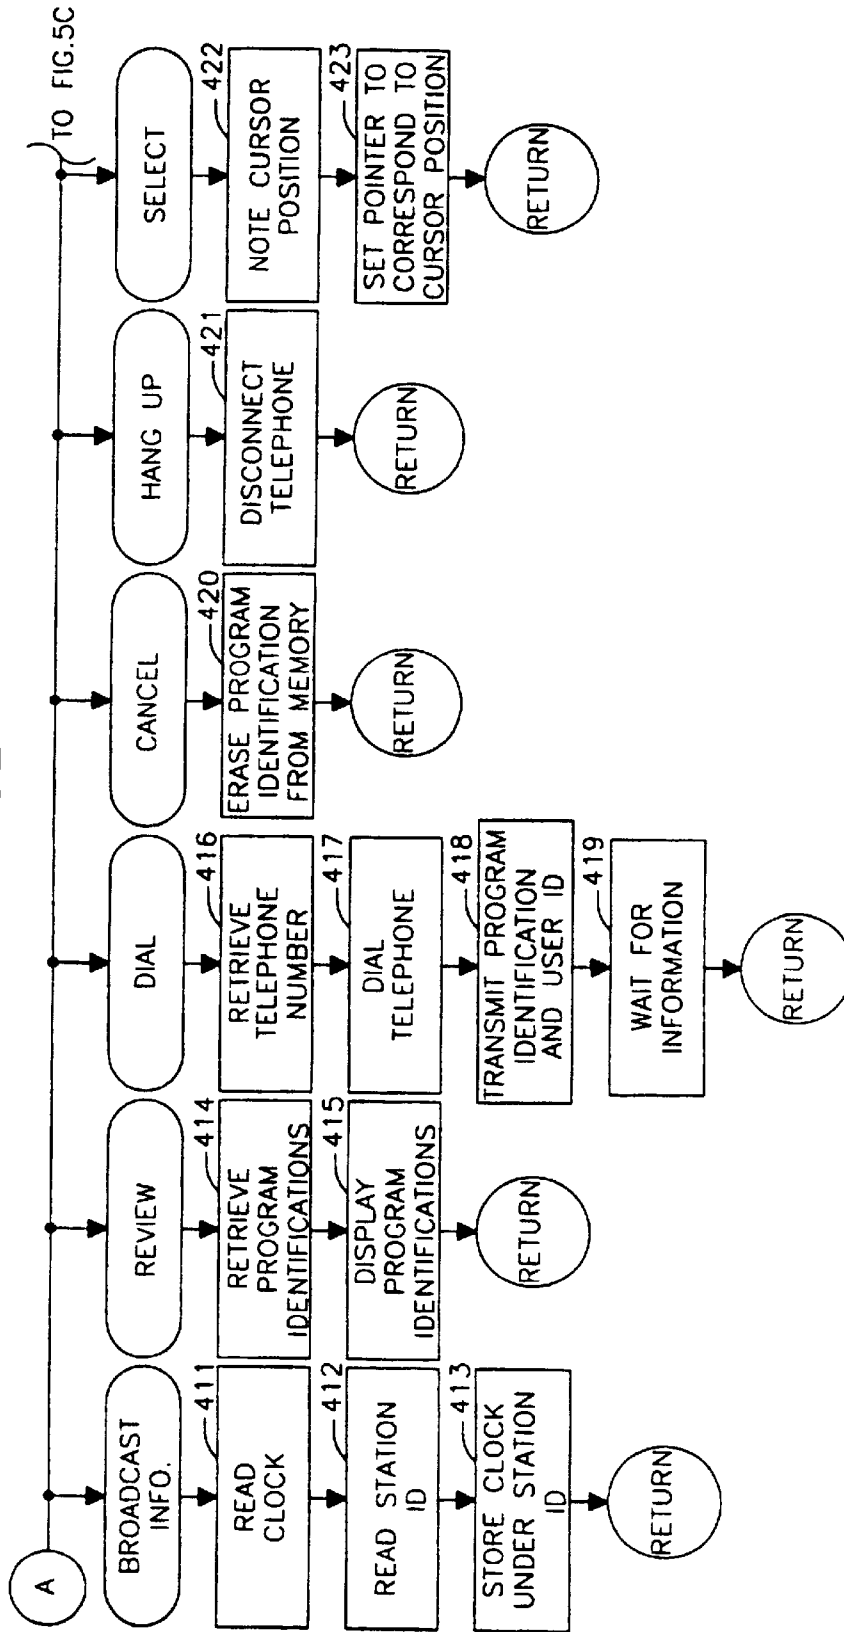 A
TO FIG.5C
BROADCAST
INFO.
411
READ
CLOCK
412
READ STATION
ID
413
STORE CLOCK
UNDER STATION
ID
RETURN
REVIEW
414
RETRIEVE
PROGRAM
IDENTIFICATIONS
415
DISPLAY
PROGRAM
IDENTIFICATIONS
RETURN
DIAL
416
RETRIEVE
TELEPHONE
NUMBER
417
DIAL
TELEPHONE
418
TRANSMIT PROGRAM
IDENTIFICATION
AND USER ID
419
WAIT FOR
INFORMATION
RETURN
CANCEL
420
ERASE PROGRAM
IDENTIFICATION
FROM MEMORY
RETURN
HANG UP
421
DISCONNECT
TELEPHONE
RETURN
SELECT
422
NOTE CURSOR
POSITION
423
SET POINTER TO
CORRESPOND TO
CURSOR POSITION
RETURN